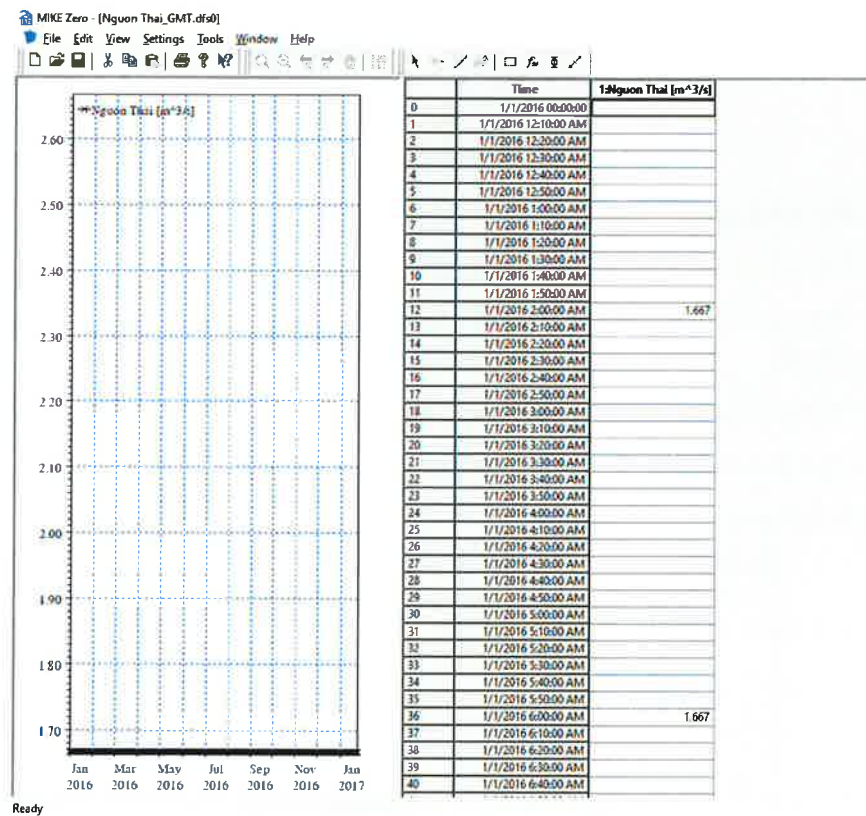 MIKE Zero - [Nguon Thai_GMT.dfs0]
File Edit View Settings Tools Window Help
Nguon Thai [m^3/s]
2.60
2.50
2.40
2.30
2.20
2.10
2.00
1.90
1.80
1.70
Jan Mar May Jul Sep Nov Jan
2016 2016 2016 2016 2016 2016 2017
Time 1:Nguon Thai [m^3/s]
0 1/1/2016 00:00:00
1 1/1/2016 12:10:00 AM
2 1/1/2016 12:20:00 AM
3 1/1/2016 12:30:00 AM
4 1/1/2016 12:40:00 AM
5 1/1/2016 12:50:00 AM
6 1/1/2016 1:00:00 AM
7 1/1/2016 1:10:00 AM
8 1/1/2016 1:20:00 AM
9 1/1/2016 1:30:00 AM
10 1/1/2016 1:40:00 AM
11 1/1/2016 1:50:00 AM
12 1/1/2016 2:00:00 AM 1.667
13 1/1/2016 2:10:00 AM
14 1/1/2016 2:20:00 AM
15 1/1/2016 2:30:00 AM
16 1/1/2016 2:40:00 AM
17 1/1/2016 2:50:00 AM
18 1/1/2016 3:00:00 AM
19 1/1/2016 3:10:00 AM
20 1/1/2016 3:20:00 AM
21 1/1/2016 3:30:00 AM
22 1/1/2016 3:40:00 AM
23 1/1/2016 3:50:00 AM
24 1/1/2016 4:00:00 AM
25 1/1/2016 4:10:00 AM
26 1/1/2016 4:20:00 AM
27 1/1/2016 4:30:00 AM
28 1/1/2016 4:40:00 AM
29 1/1/2016 4:50:00 AM
30 1/1/2016 5:00:00 AM
31 1/1/2016 5:10:00 AM
32 1/1/2016 5:20:00 AM
33 1/1/2016 5:30:00 AM
34 1/1/2016 5:40:00 AM
35 1/1/2016 5:50:00 AM
36 1/1/2016 6:00:00 AM 1.667
37 1/1/2016 6:10:00 AM
38 1/1/2016 6:20:00 AM
39 1/1/2016 6:30:00 AM
40 1/1/2016 6:40:00 AM
Ready